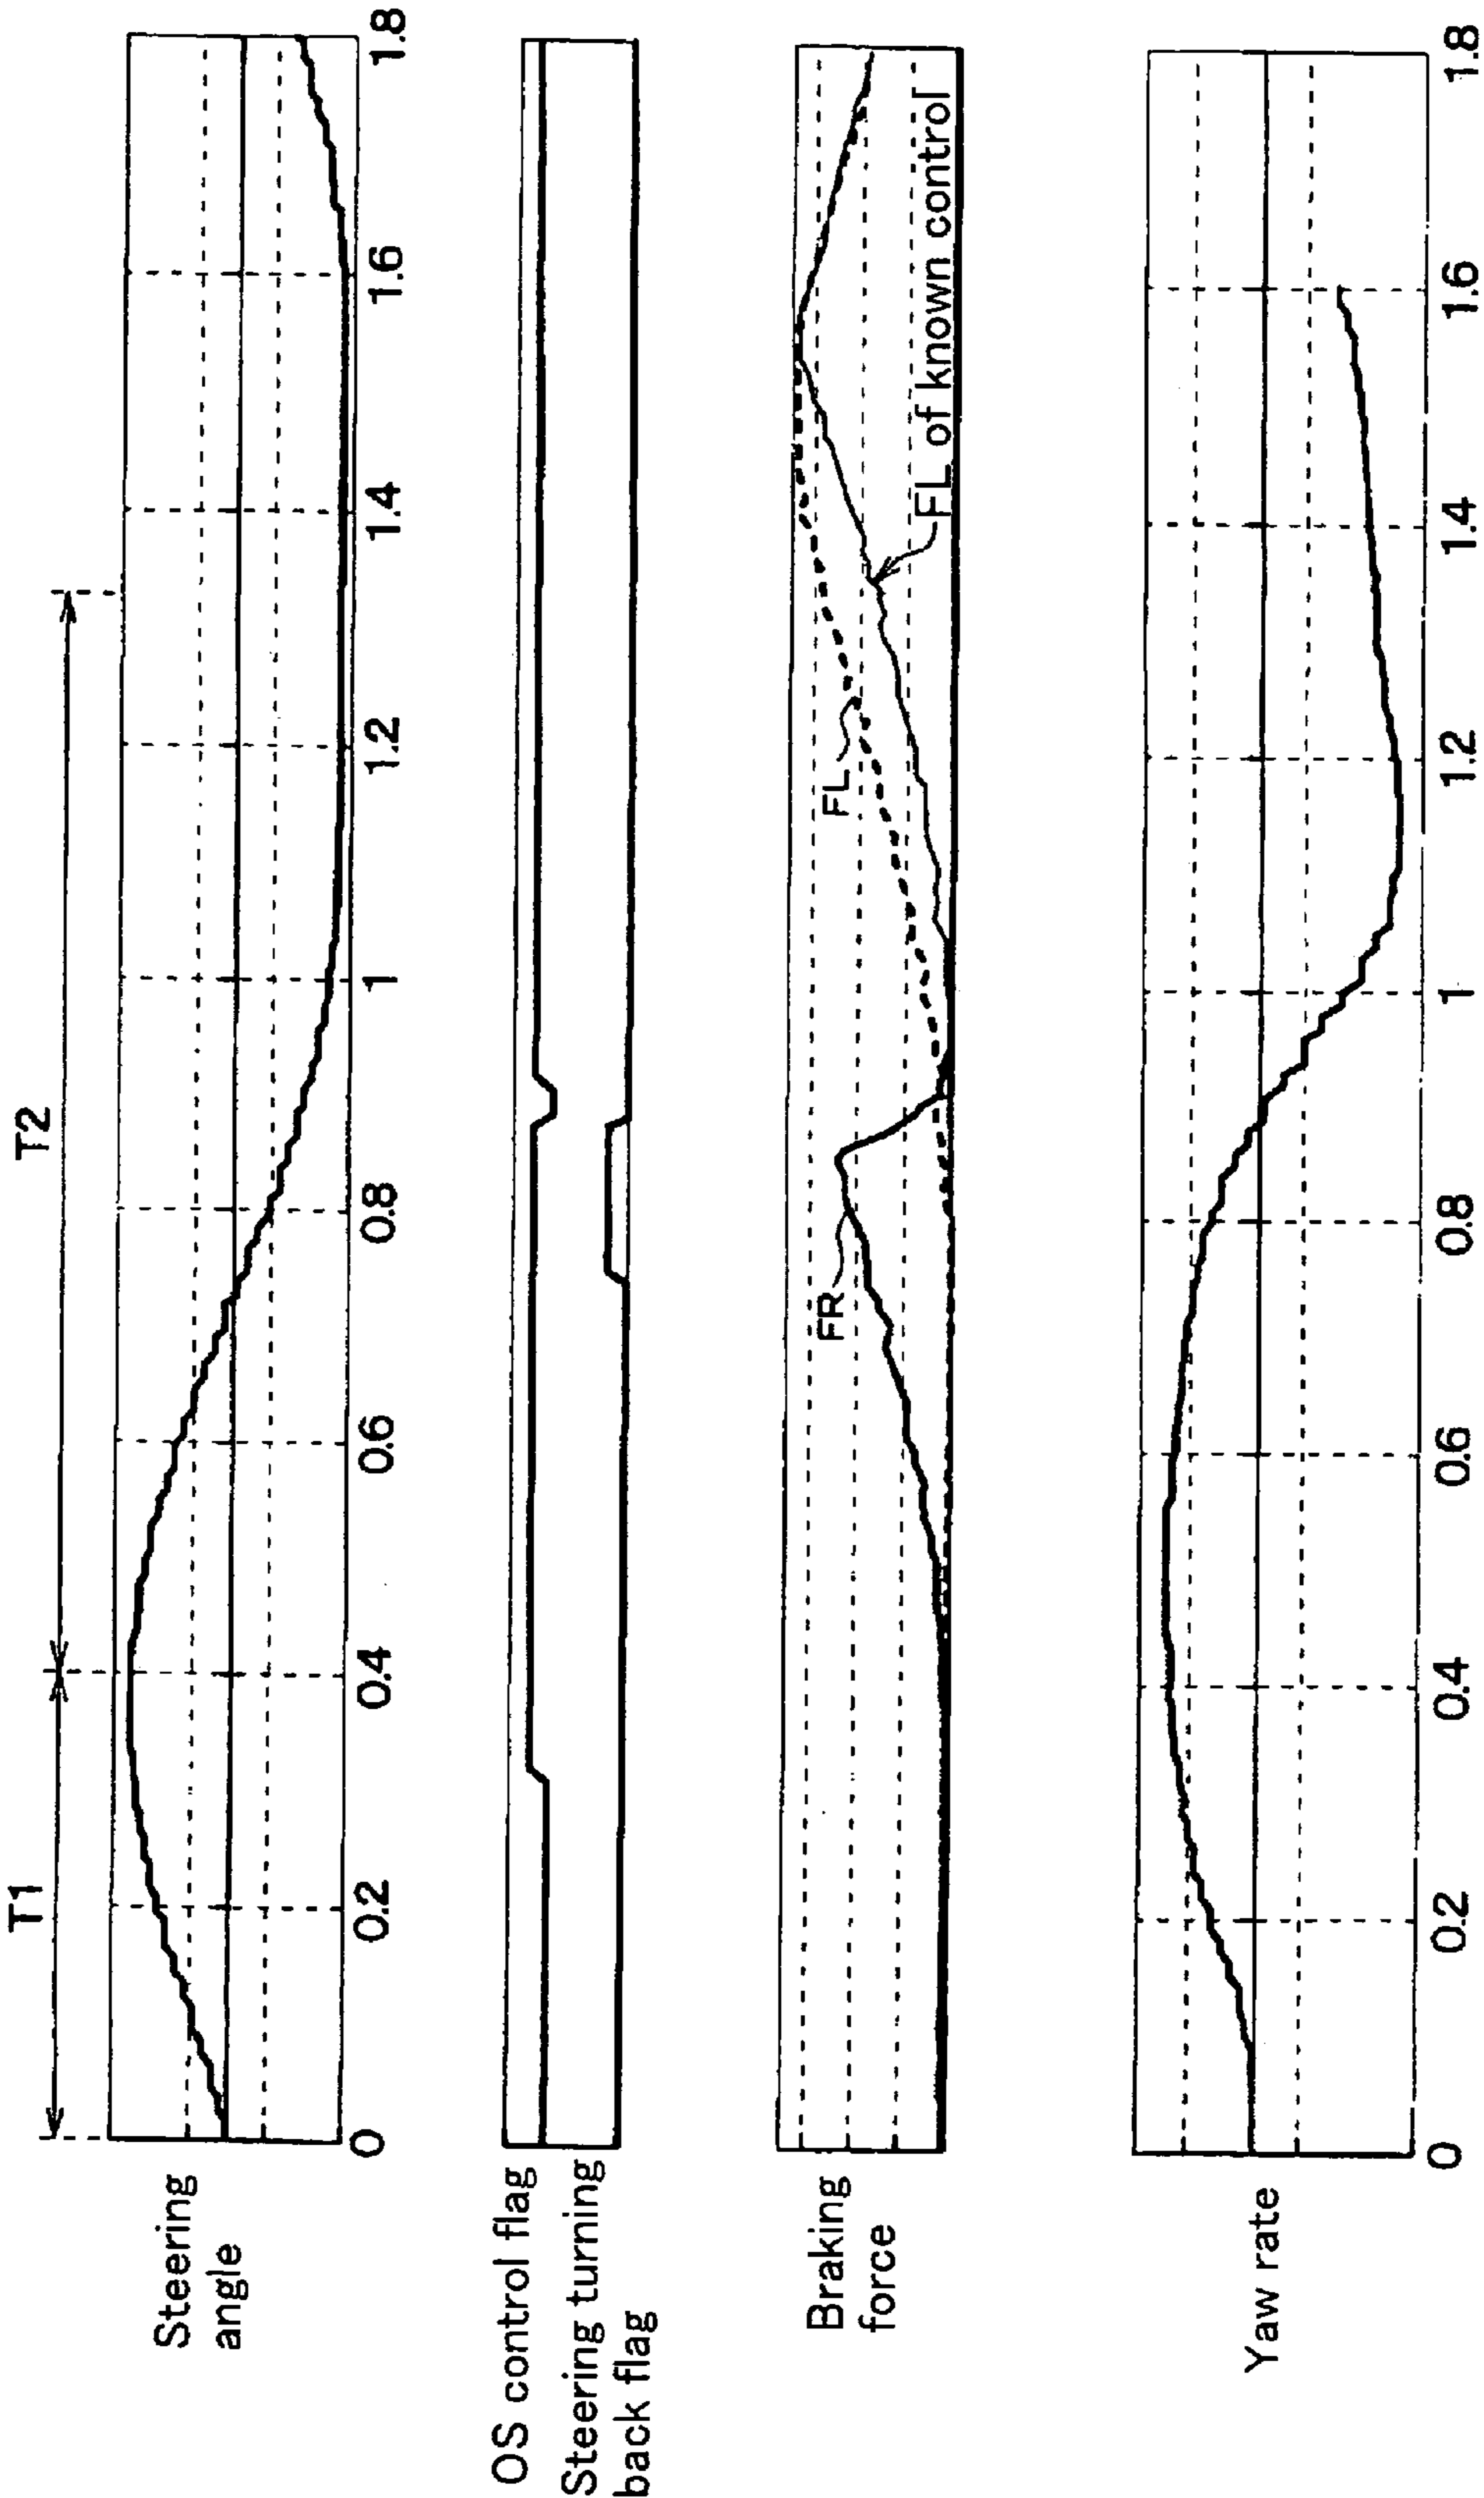 T1
T2
Steering
angle
0
0.2
0.4
0.6
0.8
1
1.2
1.4
1.6
1.8
OS control flag
Steering turning
back flag
Braking
force
FR
FL
FL of known control
Yaw rate
0
0.2
0.4
0.6
0.8
1
1.2
1.4
1.6
1.8